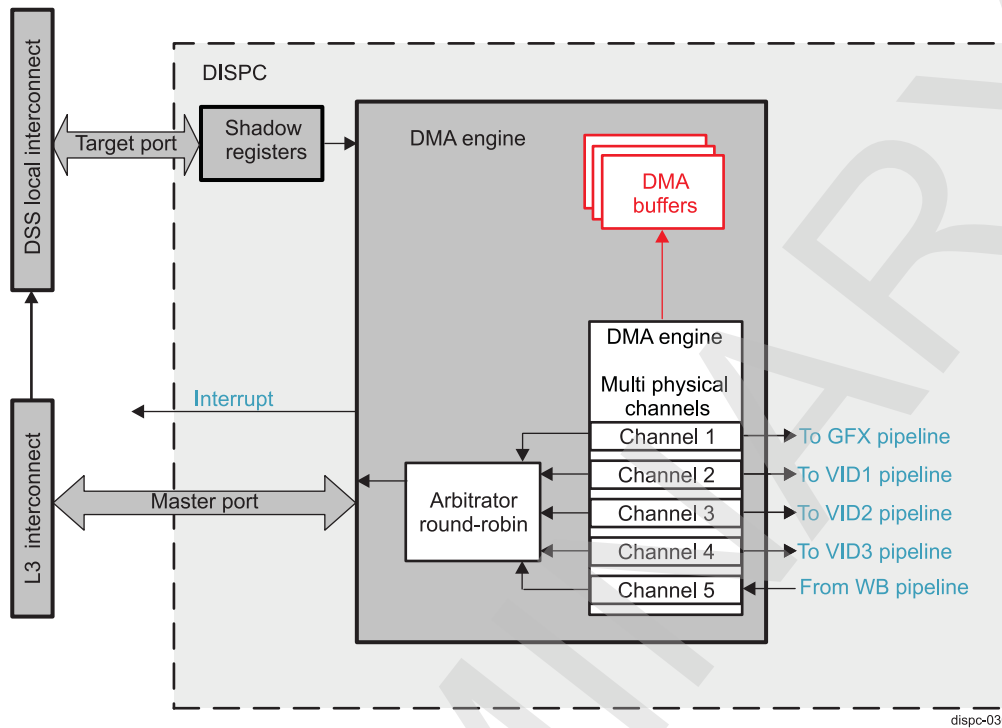 DISPC
DSS local interconnect
Target port
Shadow
registers
DMA engine
DMA
buffers
DMA engine
Multi physical
channels
Interrupt
Channel 1
To GFX pipeline
Channel 2
To VID1 pipeline
Channel 3
To VID2 pipeline
Channel 4
To VID3 pipeline
Channel 5
From WB pipeline
Arbitrator
round-robin
Master port
L3 interconnect
dispc-03